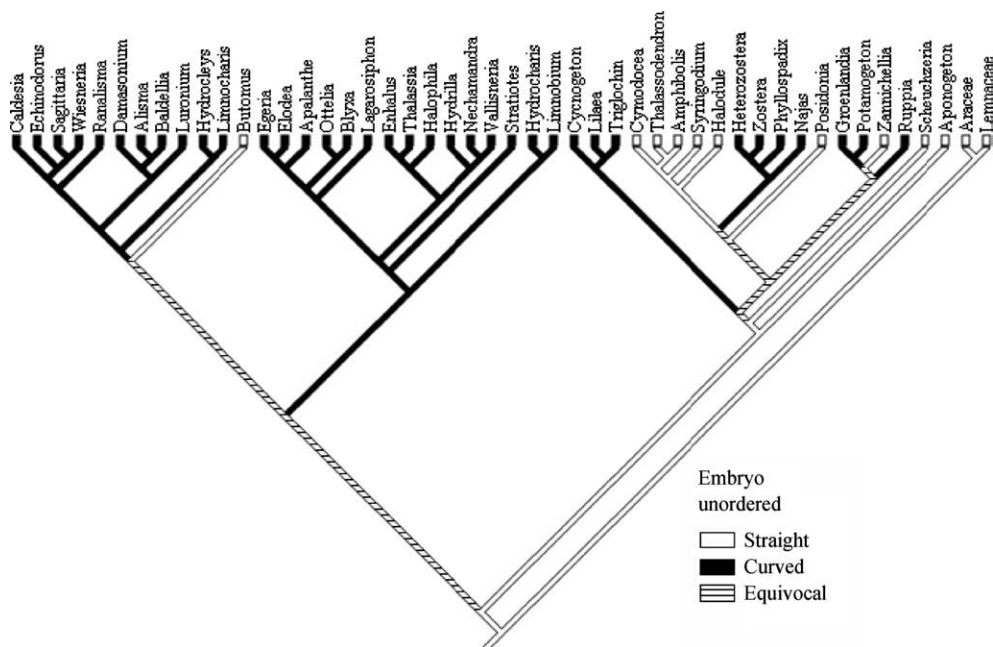 Caldesia
Echinodorus
Sagittaria
Wiesneria
Ranalisma
Damasonium
Alisma
Baldellia
Luronium
Hydrocleys
Limnocharis
Butomus
Egeria
Elodea
Apalanthe
Ottelia
Blyxa
Lagarosiphon
Enhalus
Thalassia
Halophila
Hydrilla
Nechamandra
Vallisneria
Stratiotes
Hydrocharis
Limnobium
Cycnogeton
Lilaea
Triglochin
Cymodocea
Thalassodendron
Amphibolis
Syringodium
Halodule
Heterozostera
Zostera
Phyllospadix
Najas
Posidonia
Groenlandia
Potamogeton
Zannichellia
Ruppia
Scheuchzeria
Aponogeton
Araceae
Lemnaceae
Embryo
unordered
Straight
Curved
Equivocal